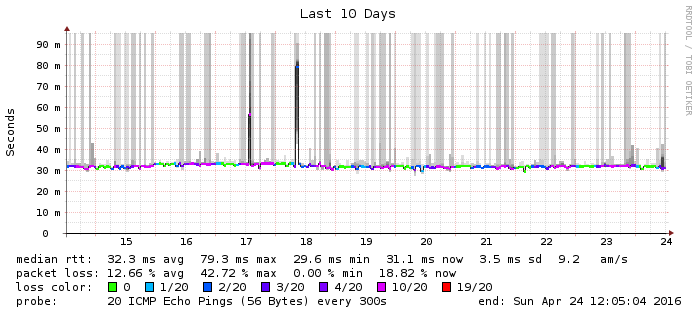 Last 10 Days
RRDTOOL / TOBI OETIKER
Seconds
90 m
80 m
70 m
60 m
50 m
40 m
30 m
20 m
10 m
0
15 16 17 18 19 20 21 22 23 24
median rtt: 32.3 ms avg 79.3 ms max 29.6 ms min 31.1 ms now 3.5 ms sd 9.2 am/s
packet loss: 12.66 % avg 42.72 % max 0.00 % min 18.82 % now
loss color: 0 1/20 2/20 3/20 4/20 10/20 19/20
probe: 20 ICMP Echo Pings (56 Bytes) every 300s end: Sun Apr 24 12:05:04 2016